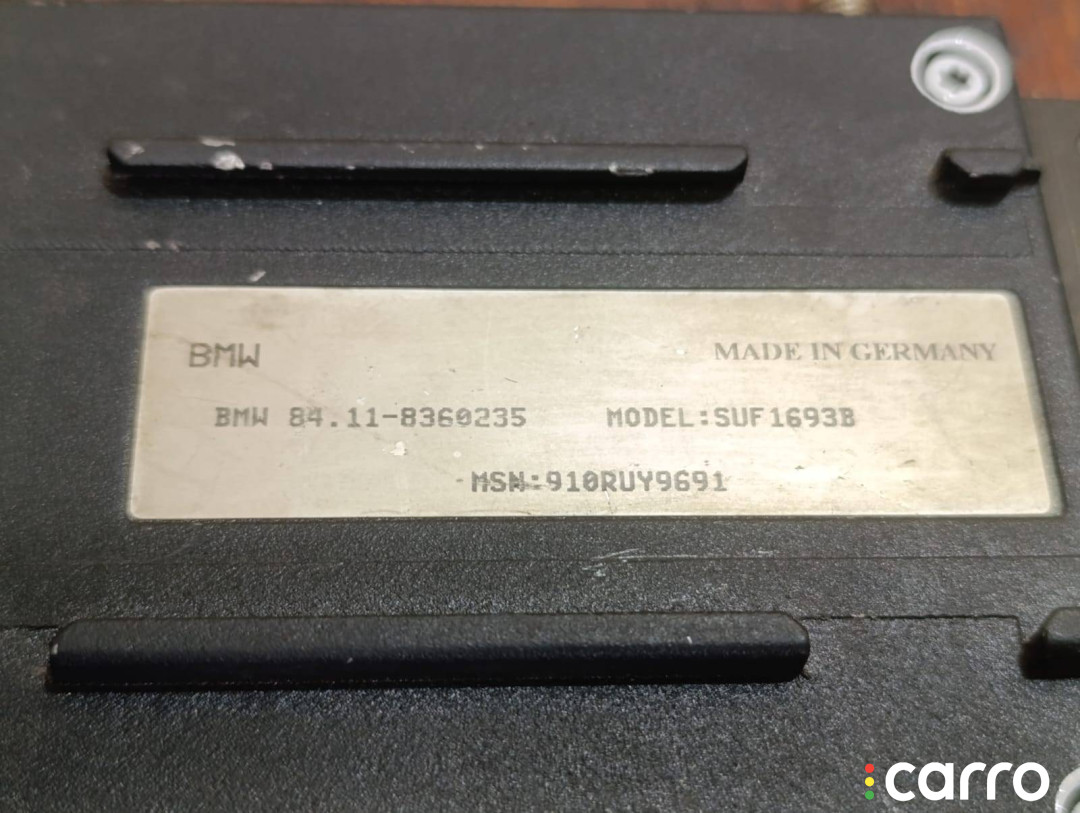 BMW MADE IN GERMANY
BMW 84.11-8360235 MODEL:SUF1693B
MSN:910RUY9691
carro